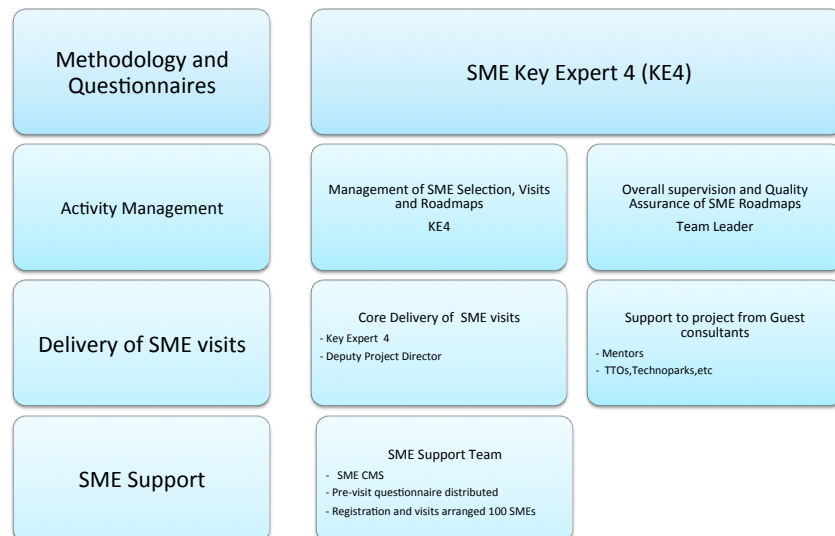 Methodology and
Questionnaires
SME Key Expert 4 (KE4)
Activity Management
Management of SME Selection, Visits
and Roadmaps
KE4
Overall supervision and Quality
Assurance of SME Roadmaps
Team Leader
Delivery of SME visits
Core Delivery of SME visits
- Key Expert 4
- Deputy Project Director
Support to project from Guest
consultants
- Mentors
- TTOs,Technoparks,etc
SME Support
SME Support Team
- SME CMS
- Pre-visit questionnaire distributed
- Registration and visits arranged 100 SMEs